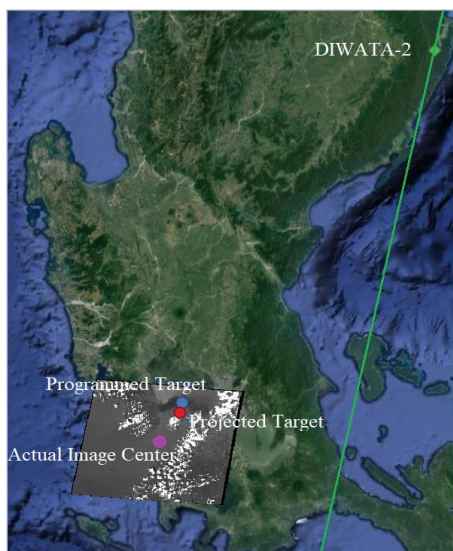 DIWATA-2
Programmed Target
Projected Target
Actual Image Center